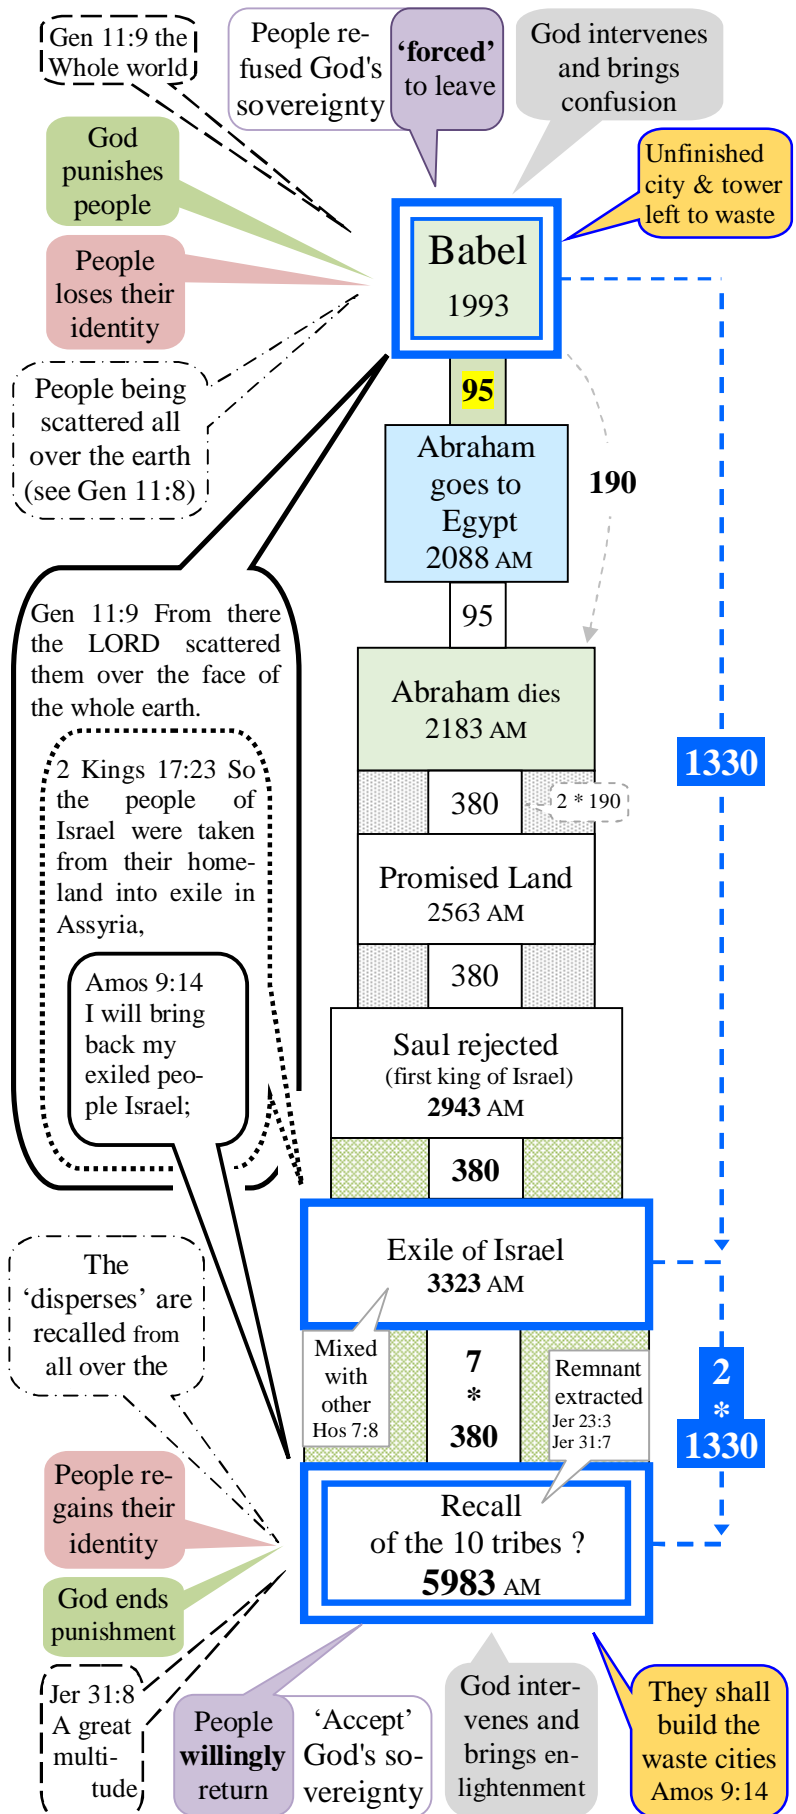 Gen 11:9 the
Whole world
People re-
fused God's
sovereignty
‘forced’
to leave
God intervenes
and brings
confusion
God
punishes
people
Unfinished
city & tower
left to waste
People
loses their
identity
Babel
1993
People being
scattered all
over the earth
(see Gen 11:8)
95
Abraham
goes to
Egypt
2088 AM
190
95
Gen 11:9 From there
the LORD scattered
them over the face of
the whole earth.
Abraham dies
2183 AM
1330
2 Kings 17:23 So
the people of
Israel were taken
from their home-
land into exile in
Assyria,
380
2 * 190
Promised Land
2563 AM
380
Amos 9:14
I will bring
back my
exiled peo-
ple Israel;
Saul rejected
(first king of Israel)
2943 AM
380
Exile of Israel
3323 AM
The
‘disperses’ are
recalled from
all over the
Mixed
with
other
Hos 7:8
7
*
380
Remnant
extracted
Jer 23:3
Jer 31:7
2
*
1330
People re-
gains their
identity
Recall
of the 10 tribes ?
5983 AM
God ends
punishment
Jer 31:8
A great
multi-
tude
People
willingly
return
‘Accept’
God's so-
vereignty
God inter-
venes and
brings en-
lightenment
They shall
build the
waste cities
Amos 9:14